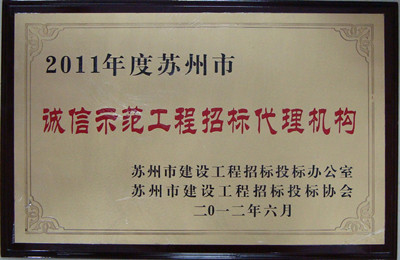 2011年度苏州市
诚信示范工程招标代理机构
苏州市建设工程招标投标办公室
苏州市建设工程招标投标协会
二〇一二年六月